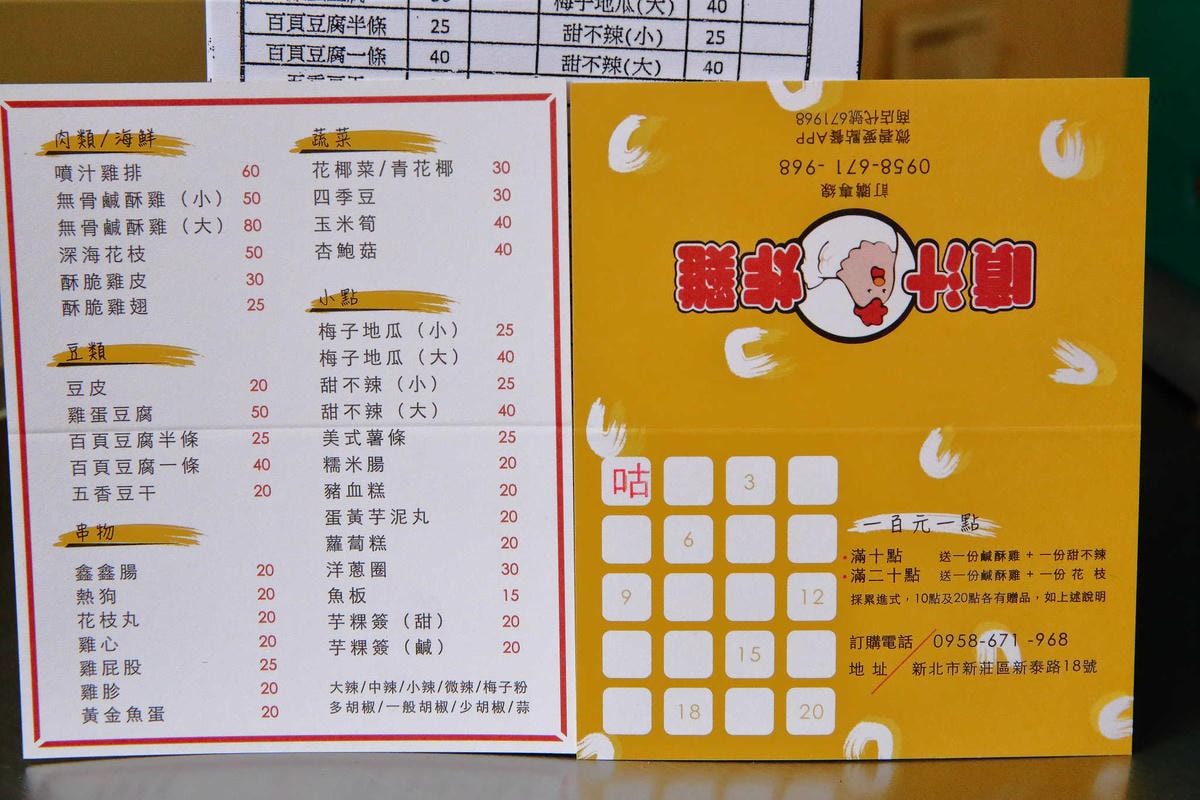 梅子地瓜(大) 40
百頁豆腐半條 25 甜不辣(小) 25
百頁豆腐一條 40 甜不辣(大) 40
肉類/海鮮
噴汁雞排 60
無骨鹹酥雞（小） 50
無骨鹹酥雞（大） 80
深海花枝 50
酥脆雞皮 30
酥脆雞翅 25
豆類
豆皮 20
雞蛋豆腐 50
百頁豆腐半條 25
百頁豆腐一條 40
五香豆干 20
串物
鑫鑫腸 20
熱狗 20
花枝丸 20
雞心 20
雞屁股 25
雞胗 20
黃金魚蛋 20
蔬菜
花椰菜/青花椰 30
四季豆 30
玉米筍 40
杏鮑菇 40
小點
梅子地瓜（小） 25
梅子地瓜（大） 40
甜不辣（小） 25
甜不辣（大） 40
美式薯條 25
糯米腸 20
豬血糕 20
蛋黃芋泥丸 20
蘿蔔糕 20
洋蔥圈 30
魚板 15
芋粿簽（甜） 20
芋粿簽（鹹） 20
大辣/中辣/小辣/微辣/梅子粉
多胡椒/一般胡椒/少胡椒/蒜
噴汁炸雞
訂購專線
0958-671-968
微碧愛點餐APP
商店代號671968
咕 3
6
9 12
15
18 20
一百元一點
·滿十點 送一份鹹酥雞 + 一份甜不辣
·滿二十點 送一份鹹酥雞 + 一份 花 枝
採累進式，10點及20點各有贈品，如上述說明
訂購電話 0958-671-968
地 址 新北市新莊區新泰路18號